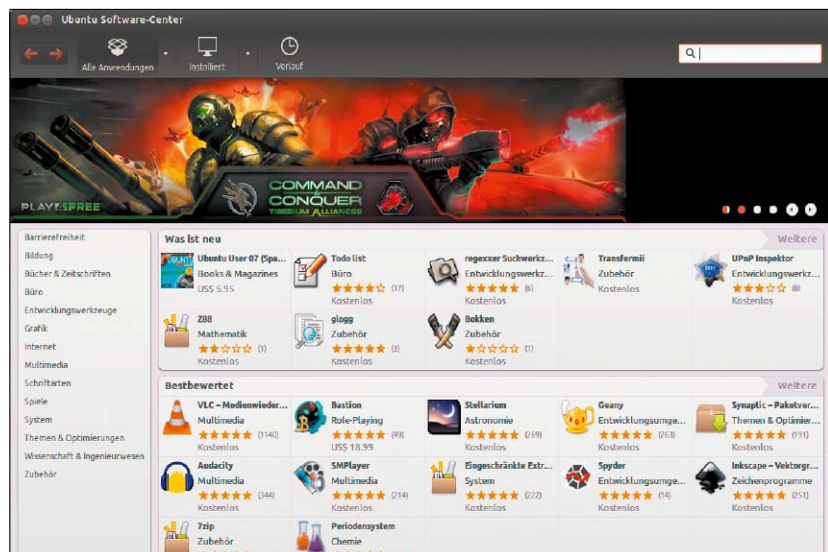 Ubuntu Software-Center
Alle Anwendungen
Installiert
Verlauf
COMMAND
&
CONQUER
TIBERIUM ALLIANCES
PLAY4FREE
Barrierefreiheit
Bildung
Bücher & Zeitschriften
Büro
Entwicklungswerkzeuge
Grafik
Internet
Multimedia
Schriftarten
Spiele
System
Themen & Optimierungen
Wissenschaft & Ingenieurwesen
Zubehör
Was ist neu
Weitere
Ubuntu User 07 (Spa...
Books & Magazines
US$ 5.95
Todo list
Büro
(17)
Kostenlos
regexxer Suchwerkz...
Entwicklungswerkz...
(6)
Kostenlos
Transfermii
Zubehör
Kostenlos
UPnP Inspektor
Entwicklungswerkz...
(8)
Kostenlos
Z88
Mathematik
(1)
Kostenlos
glogg
Zubehör
(3)
Kostenlos
Bokken
Zubehör
(1)
Kostenlos
Bestbewertet
Weitere
VLC – Medienwieder...
Multimedia
(1140)
Kostenlos
Bastion
Role-Playing
(49)
US$ 18.99
Stellarium
Astronomie
(269)
Kostenlos
Geany
Entwicklungsumge...
(263)
Kostenlos
Synaptic – Paketver...
Themen & Optimier...
(191)
Kostenlos
Audacity
Multimedia
(344)
Kostenlos
SMPlayer
Multimedia
(214)
Kostenlos
Eingeschränkte Extr...
System
(222)
Kostenlos
Spyder
Entwicklungsumge...
(14)
Kostenlos
Inkscape – Vektorgr...
Zeichenprogramme
(251)
Kostenlos
7zip
Zubehör
Periodensystem
Chemie